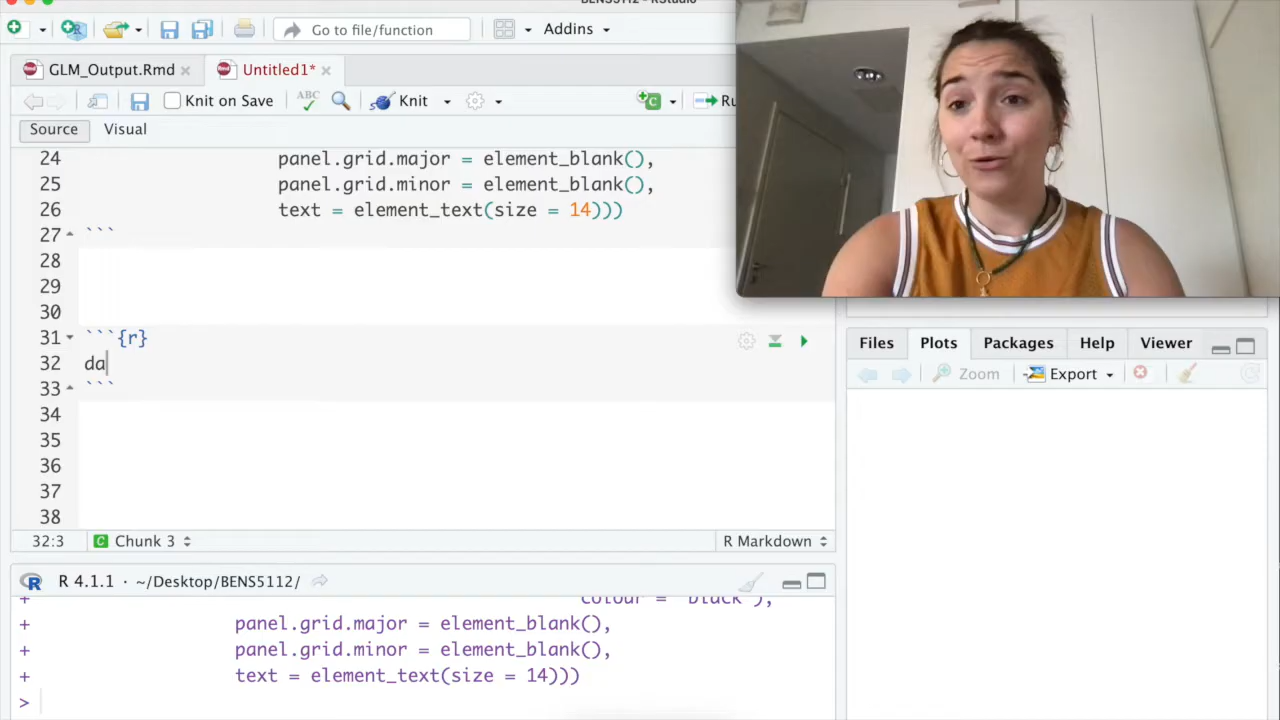 BENS5112 - RStudio
Go to file/function
Addins
GLM_Output.Rmd
Untitled1*
Knit on Save
ABC
Knit
Ru
Source
Visual
24 panel.grid.major = element_blank(),
25 panel.grid.minor = element_blank(),
26 text = element_text(size = 14)))
27 ```
28
29
30
31 ```{r}
32 da
33 ```
34
35
36
37
38
32:3
C Chunk 3
R Markdown
R 4.1.1 · ~/Desktop/BENS5112/
+ colour = "black"),
+ panel.grid.major = element_blank(),
+ panel.grid.minor = element_blank(),
+ text = element_text(size = 14)))
>
Files
Plots
Packages
Help
Viewer
Zoom
Export